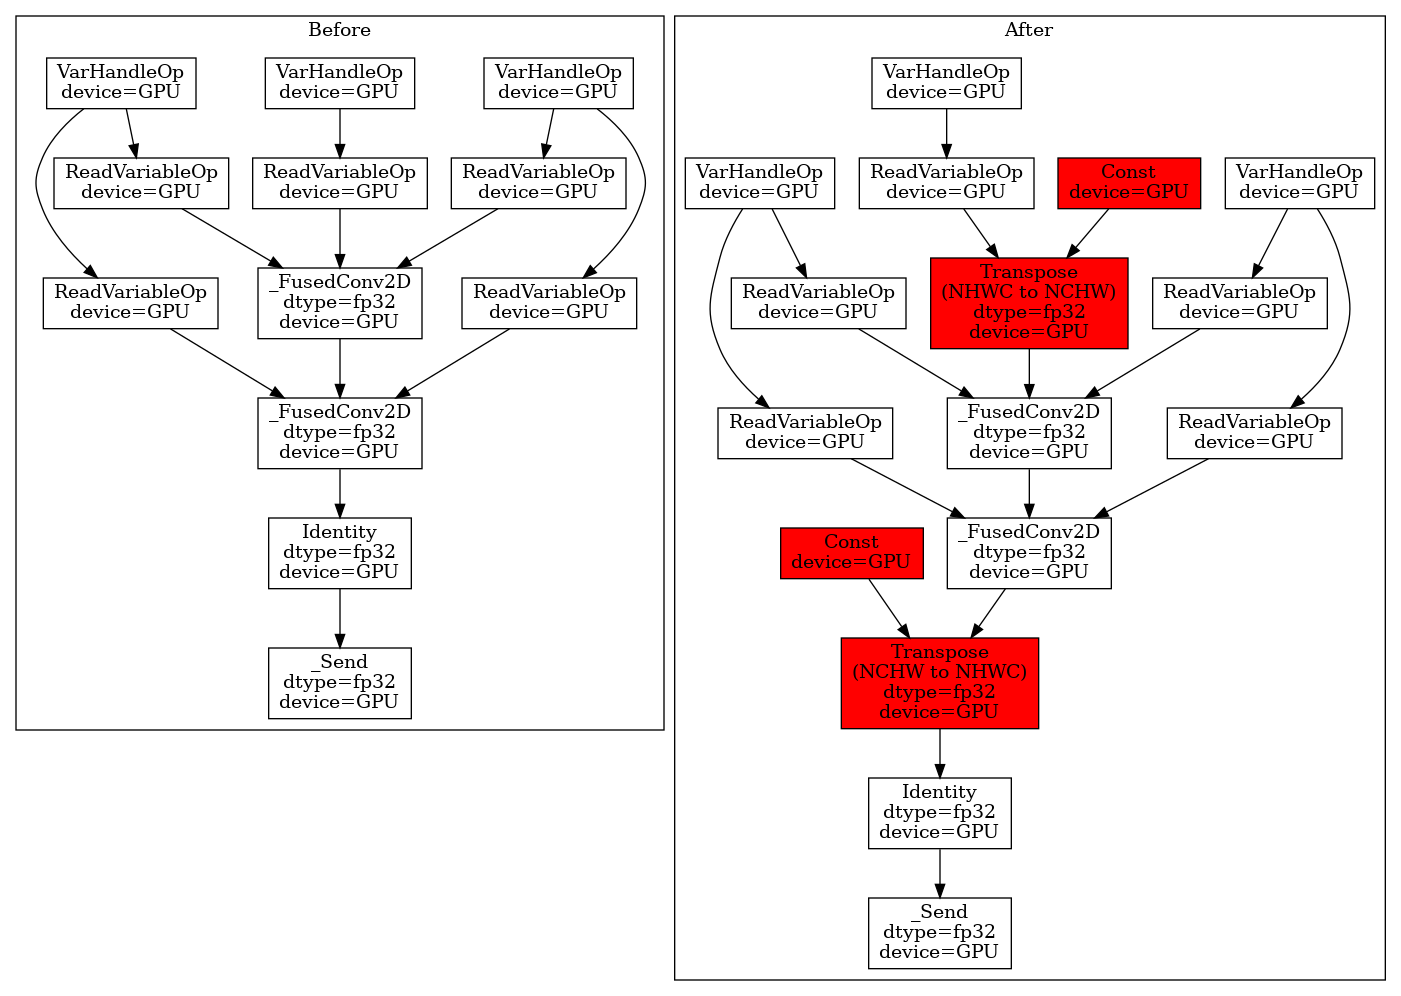 Before
VarHandleOp
device=GPU
VarHandleOp
device=GPU
VarHandleOp
device=GPU
ReadVariableOp
device=GPU
ReadVariableOp
device=GPU
ReadVariableOp
device=GPU
ReadVariableOp
device=GPU
_FusedConv2D
dtype=fp32
device=GPU
ReadVariableOp
device=GPU
_FusedConv2D
dtype=fp32
device=GPU
Identity
dtype=fp32
device=GPU
_Send
dtype=fp32
device=GPU
After
VarHandleOp
device=GPU
VarHandleOp
device=GPU
ReadVariableOp
device=GPU
Const
device=GPU
VarHandleOp
device=GPU
ReadVariableOp
device=GPU
Transpose
(NHWC to NCHW)
dtype=fp32
device=GPU
ReadVariableOp
device=GPU
ReadVariableOp
device=GPU
_FusedConv2D
dtype=fp32
device=GPU
ReadVariableOp
device=GPU
Const
device=GPU
_FusedConv2D
dtype=fp32
device=GPU
Transpose
(NCHW to NHWC)
dtype=fp32
device=GPU
Identity
dtype=fp32
device=GPU
_Send
dtype=fp32
device=GPU